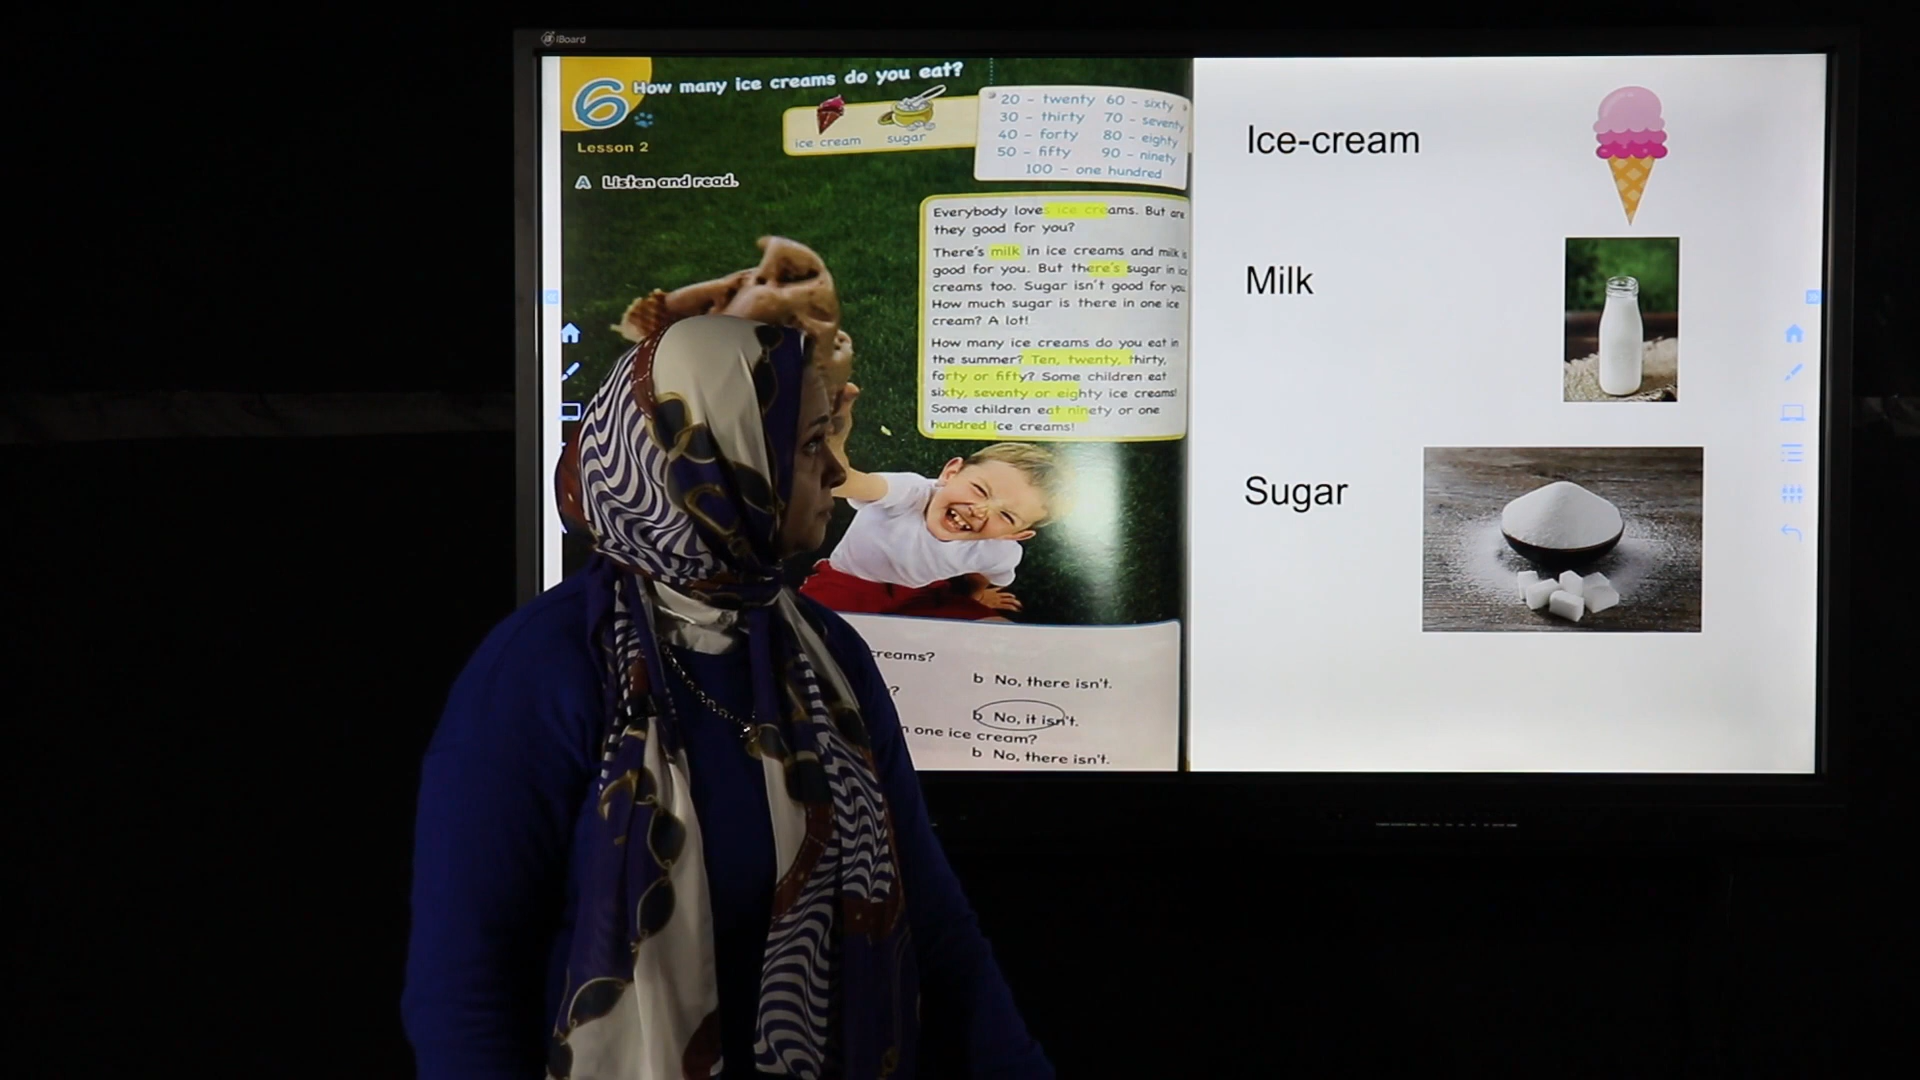 iBoard
6
How many ice creams do you eat?
Lesson 2
ice cream sugar
20 - twenty 60 - sixty
30 - thirty 70 - seventy
40 - forty 80 - eighty
50 - fifty 90 - ninety
100 - one hundred
A Listen and read.
Everybody loves ice creams. But are
they good for you?
There's milk in ice creams and milk is
good for you. But there's sugar in ice
creams too. Sugar isn't good for you.
How much sugar is there in one ice
cream? A lot!
How many ice creams do you eat in
the summer? Ten, twenty, thirty,
forty or fifty? Some children eat
sixty, seventy or eighty ice creams!
Some children eat ninety or one
hundred ice creams!
creams?
b No, there isn't.
?
b No, it isn't.
one ice cream?
b No, there isn't.
Ice-cream
Milk
Sugar